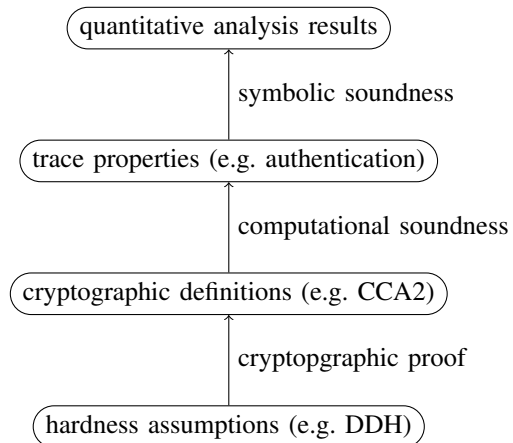 quantitative analysis results
symbolic soundness
trace properties (e.g. authentication)
computational soundness
cryptographic definitions (e.g. CCA2)
cryptopgraphic proof
hardness assumptions (e.g. DDH)